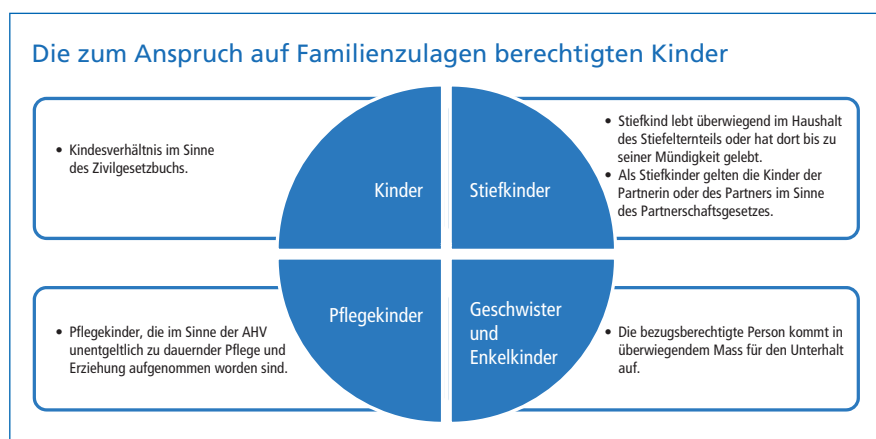 Die zum Anspruch auf Familienzulagen berechtigten Kinder
• Kindesverhältnis im Sinne
des Zivilgesetzbuchs.
Kinder
Stiefkinder
• Stiefkind lebt überwiegend im Haushalt
des Stiefelternteils oder hat dort bis zu
seiner Mündigkeit gelebt.
• Als Stiefkinder gelten die Kinder der
Partnerin oder des Partners im Sinne
des Partnerschaftsgesetzes.
• Pflegekinder, die im Sinne der AHV
unentgeltlich zu dauernder Pflege und
Erziehung aufgenommen worden sind.
Pflegekinder
Geschwister
und
Enkelkinder
• Die bezugsberechtigte Person kommt in
überwiegendem Mass für den Unterhalt
auf.